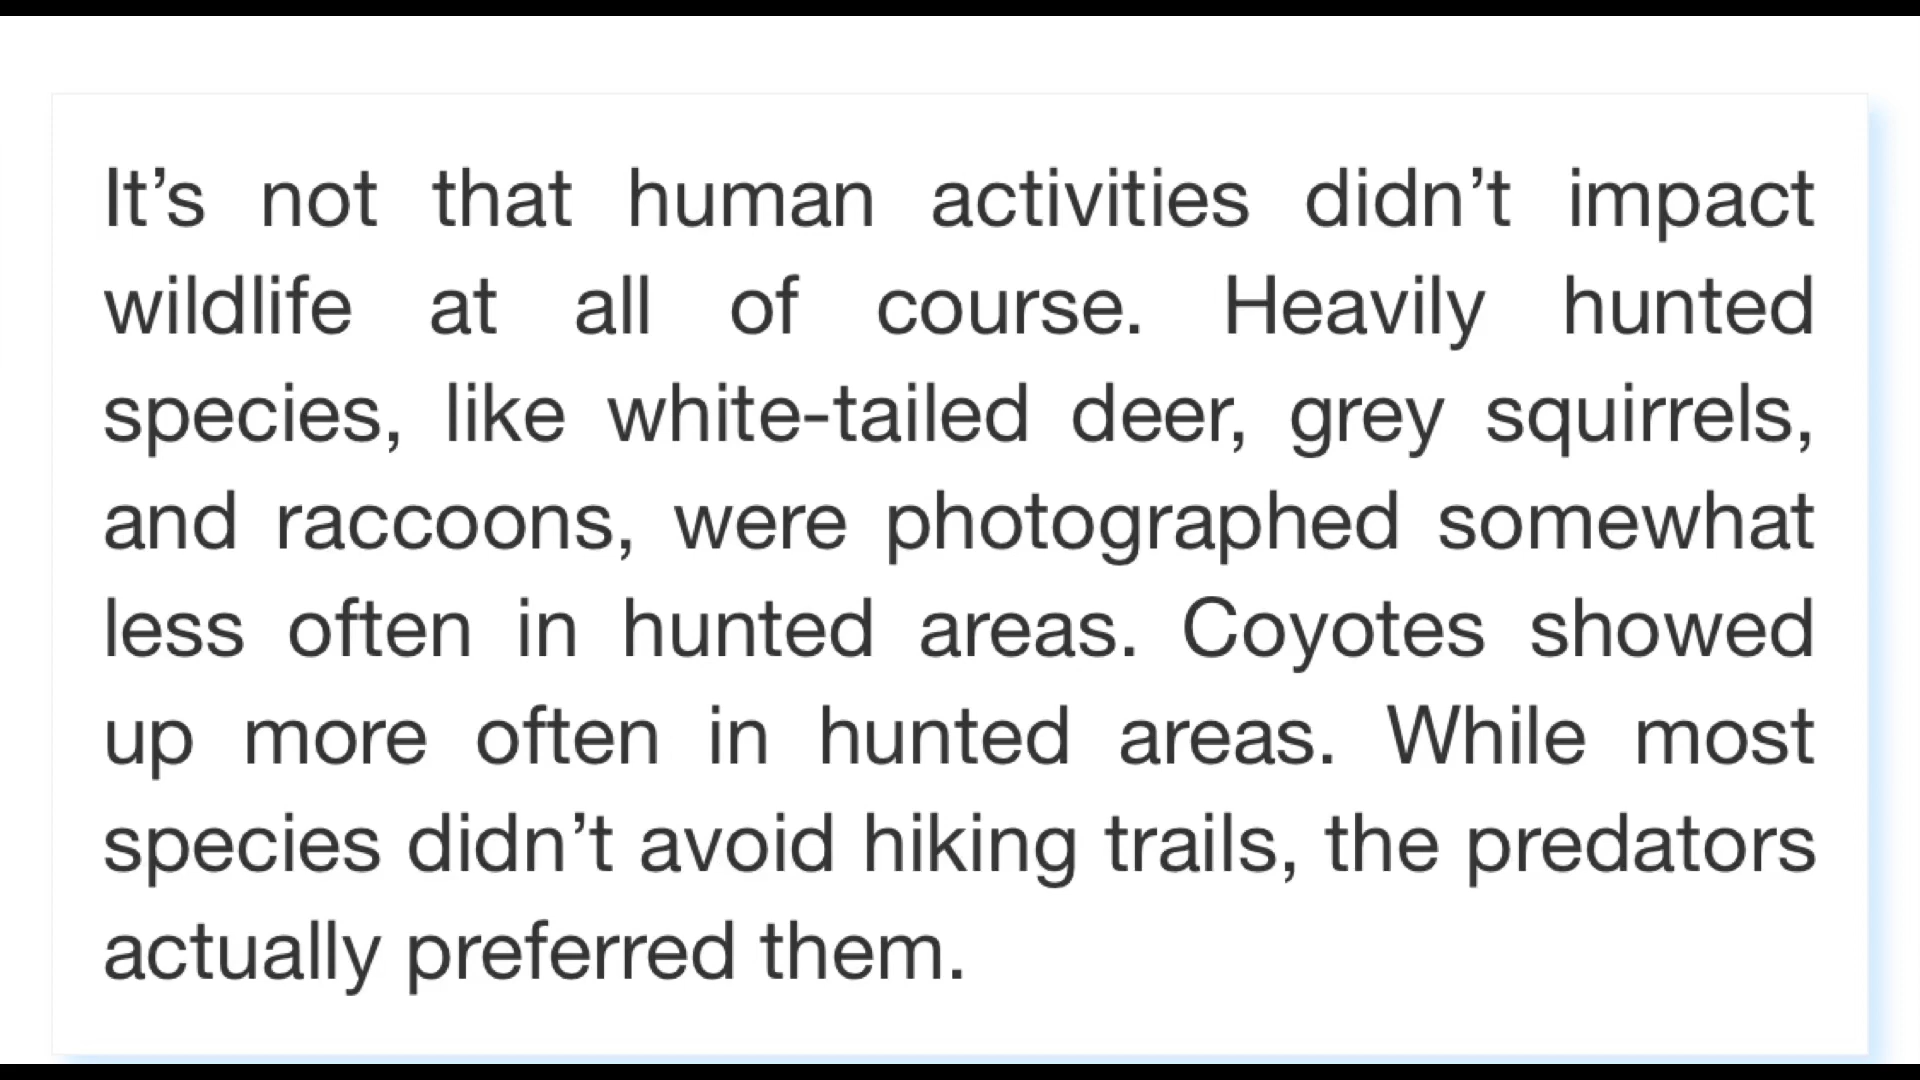 It’s not that human activities didn’t impact
wildlife at all of course. Heavily hunted
species, like white-tailed deer, grey squirrels,
and raccoons, were photographed somewhat
less often in hunted areas. Coyotes showed
up more often in hunted areas. While most
species didn’t avoid hiking trails, the predators
actually preferred them.